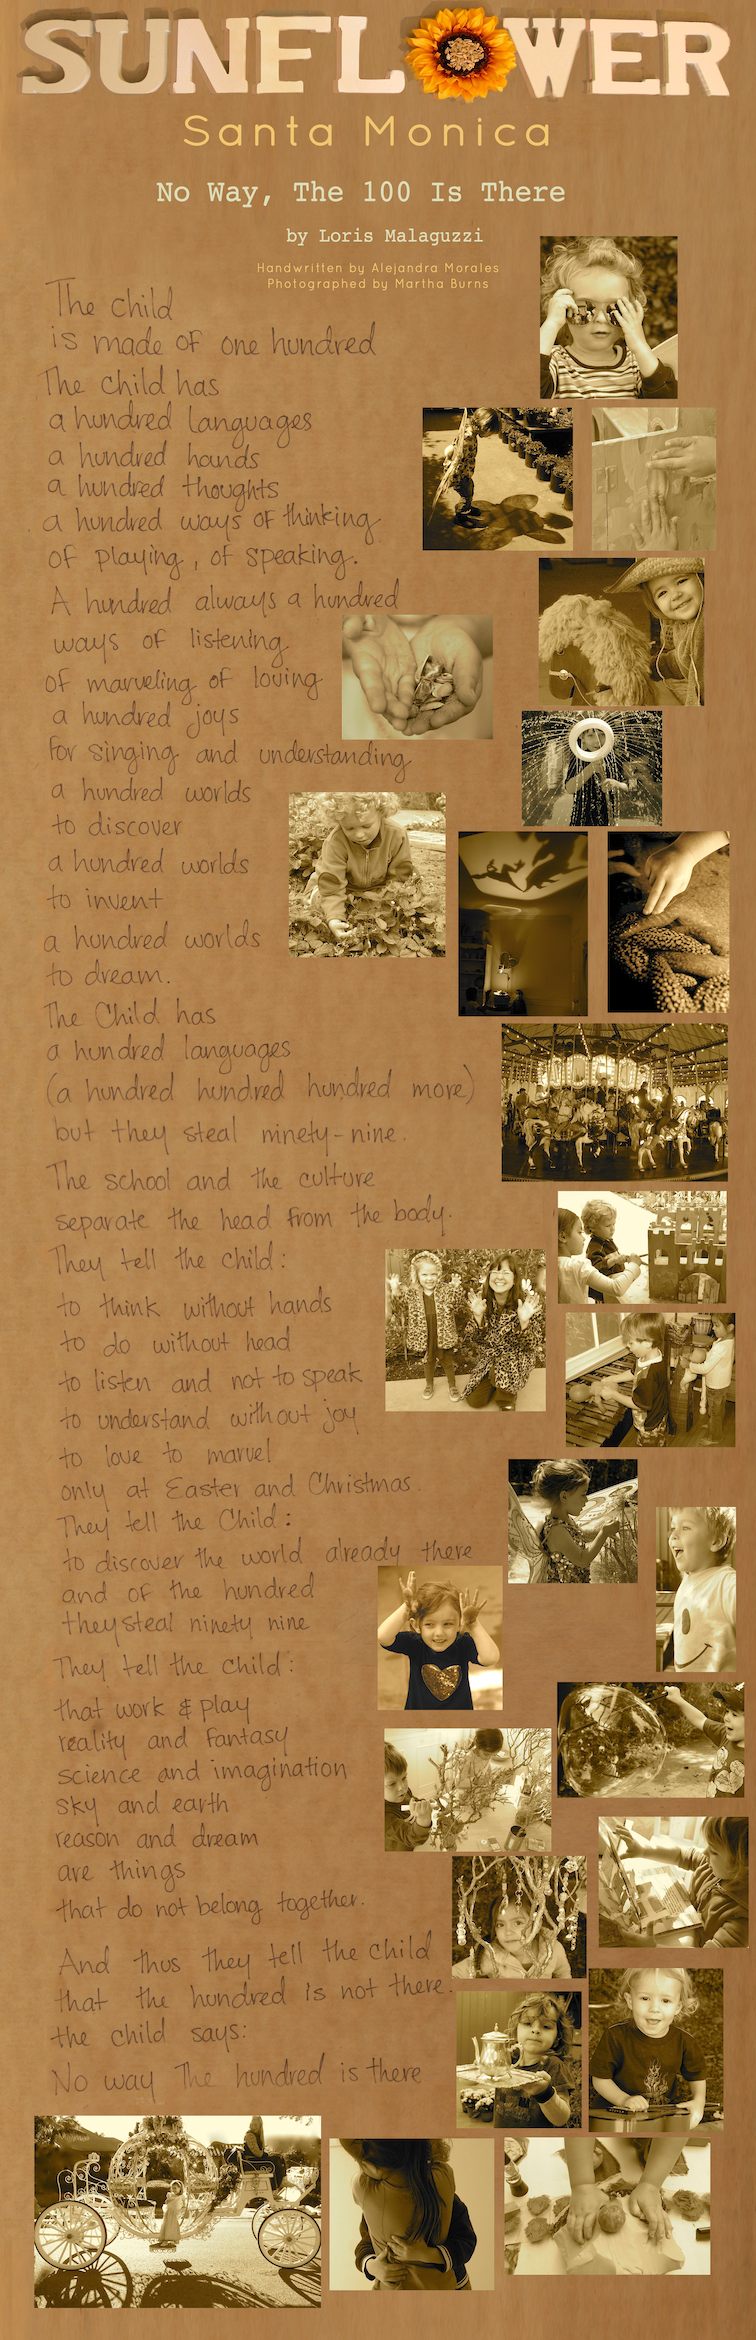 SUNFLOWER
Santa Monica
No Way, The 100 Is There
by Loris Malaguzzi
Handwritten by Alejandra Morales
Photographed by Martha Burns
The child
is made of one hundred
The child has
a hundred languages
a hundred hands
a hundred thoughts
a hundred ways of thinking
of playing, of speaking.
A hundred always a hundred
ways of listening
of marveling of loving
a hundred joys
for singing and understanding
a hundred worlds
to discover
a hundred worlds
to invent
a hundred worlds
to dream.
The Child has
a hundred languages
(a hundred hundred hundred more)
but they steal ninety-nine.
The school and the culture
separate the head from the body.
They tell the child:
to think without hands
to do without head
to listen and not to speak
to understand without joy
to love to marvel
only at Easter and Christmas.
They tell the Child:
to discover the world already there
and of the hundred
they steal ninety nine
They tell the child:
that work & play
reality and fantasy
science and imagination
sky and earth
reason and dream
are things
that do not belong together.
And thus they tell the child
that the hundred is not there.
the child says:
No way The hundred is there